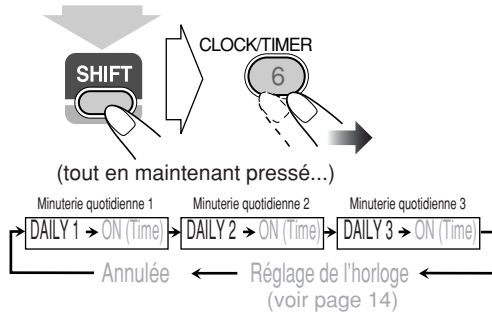 SHIFT
CLOCK/TIMER
6
(tout en maintenant pressé...)
Minuterie quotidienne 1 Minuterie quotidienne 2 Minuterie quotidienne 3
DAILY 1 → ON (Time) → DAILY 2 → ON (Time) → DAILY 3 → ON (Time)
Annulée ← Réglage de l'horloge ←
(voir page 14)